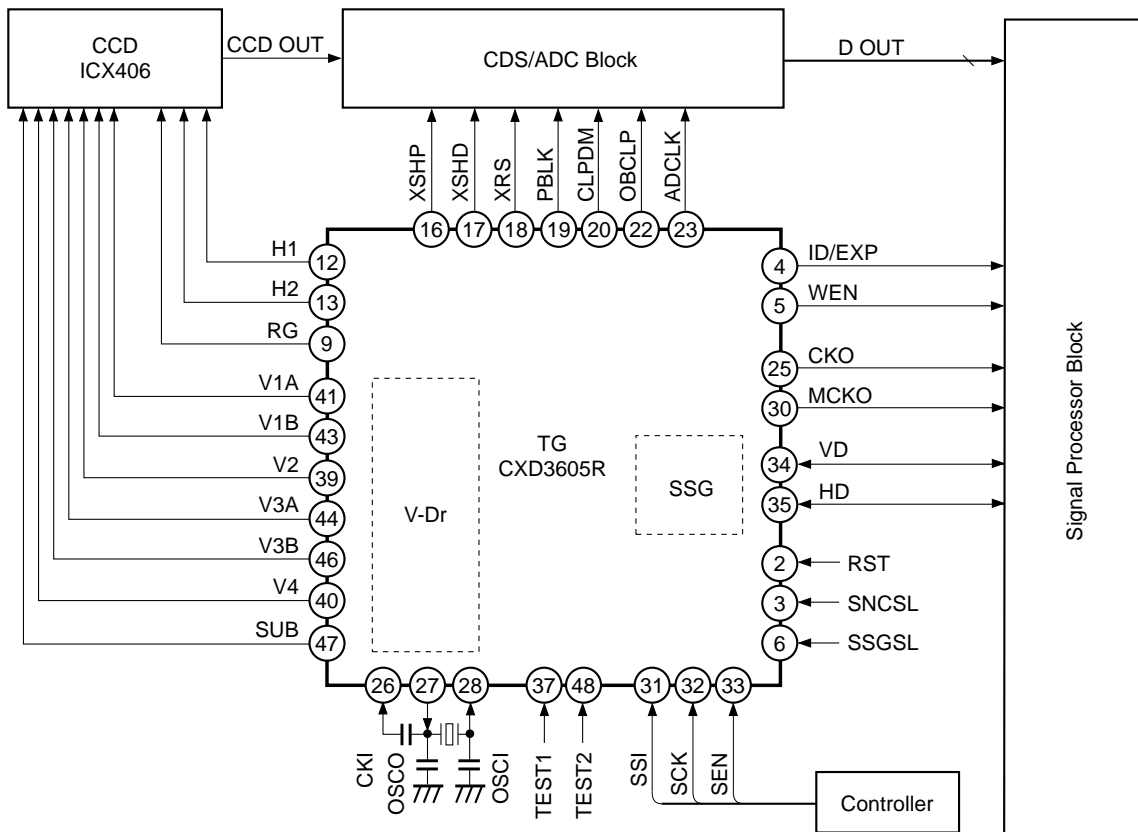 CCD
ICX406
CCD OUT
CDS/ADC Block
D OUT
Signal Processor Block
XSHP
XSHD
XRS
PBLK
CLPDM
OBCLP
ADCLK
16
17
18
19
20
22
23
H1
12
H2
13
RG
9
V1A
41
V1B
43
V2
39
V3A
44
V3B
46
V4
40
SUB
47
V-Dr
TG
CXD3605R
SSG
4
ID/EXP
5
WEN
25
CKO
30
MCKO
34
VD
35
HD
2
RST
3
SNCSL
6
SSGSL
26
27
28
37
48
31
32
33
CKI
OSCO
OSCI
TEST1
TEST2
SSI
SCK
SEN
Controller